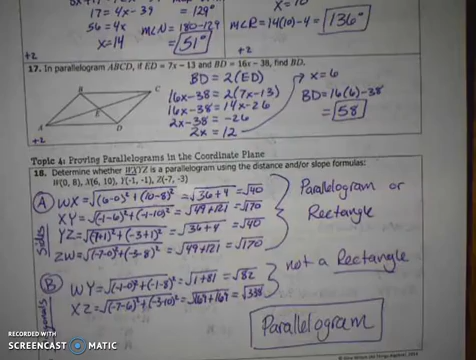 17 = 4x - 39
= 129°
56 = 4x
m∠N = 180-129
x=14
= 51°
+2
m∠R = 14(10)-4 = 136°
+2
17. In parallelogram ABCD, if ED = 7x – 13 and BD = 16x – 38, find BD.
A B C D E
+2
BD = 2(ED)
16x-38 = 2(7x-13)
16x-38 = 14x-26
2x-38 = -26
2x = 12
x = 6
BD = 16(6)-38
= 58
Topic 4: Proving Parallelograms in the Coordinate Plane
18. Determine whether WXYZ is a parallelogram using the distance and/or slope formulas:
W(0, 8), X(6, 10), Y(-1, -1), Z(-7, -3)
A
Sides
WX = √(6-0)²+(10-8)² = √36+4 = √40
XY = √(-1-6)²+(-1-10)² = √49+121 = √170
YZ = √(-7+1)²+(-3+1)² = √36+4 = √40
ZW = √(-7-0)²+(-3-8)² = √49+121 = √170
Parallelogram or
Rectangle
B
WY = √(-1-0)²+(-1-8)² = √1+81 = √82
XZ = √(-7-6)²+(-3-10)² = √169+169 = √338
not a Rectangle
Parallelogram
RECORDED WITH
SCREENCAST MATIC